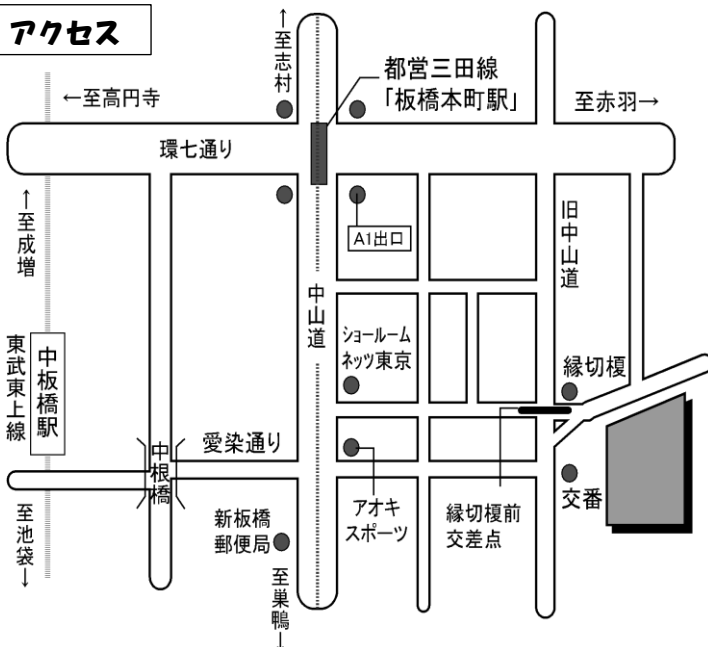 アクセス
↑至志村
都営三田線
「板橋本町駅」
←至高円寺
至赤羽→
環七通り
↑至成増
A1出口
旧中山道
中山道
ショールーム
ネッツ東京
縁切榎
東武東上線
中板橋駅
愛染通り
中根橋
アオキ
スポーツ
縁切榎前
交差点
交番
新板橋
郵便局
至池袋↓
至巣鴨↓